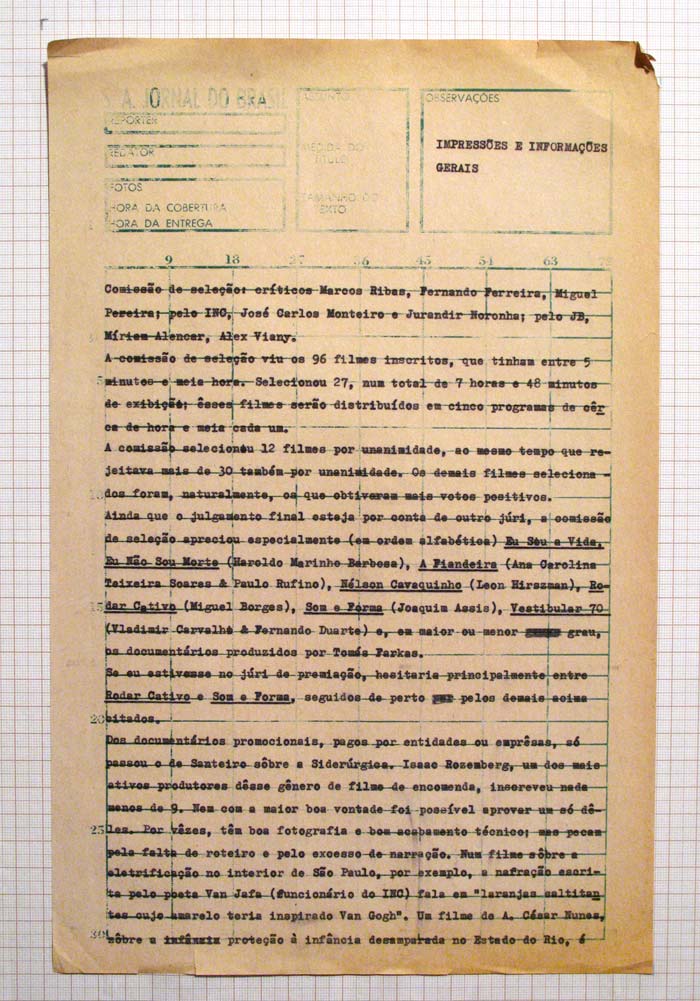 S. A. JORNAL DO BRASIL
REPORTER
REDATOR
FOTOS
HORA DA COBERTURA
HORA DA ENTREGA
ASSUNTO
MEDIDA DO TÍTULO
TAMANHO DO TEXTO
OBSERVAÇÕES
IMPRESSÕES E INFORMAÇÕES
GERAIS
9 18 27 36 45 54 63 72
Comissão de seleção: críticos Marcos Ribas, Fernando Ferreira, Miguel
Pereira; pelo INC, José Carlos Monteiro e Jurandir Noronha; pelo JB,
Míriam Alencar, Alex Viany.
A comissão de seleção viu os 96 filmes inscritos, que tinham entre 5
5 minutos e meia hora. Selecionou 27, num total de 7 horas e 48 minutos
de exibição; êsses filmes serão distribuídos em cinco programas de cêr
ca de hora e meia cada um.
A comissão selecionou 12 filmes por unanimidade, ao mesmo tempo que re-
jeitava mais de 30 também por unanimidade. Os demais filmes seleciona -
10 dos foram, naturalmente, os que obtiveram mais votos positivos.
Ainda que o julgamento final esteja por conta de outro júri, a comissão
de seleção apreciou especialmente (em ordem alfabética) Eu Sou a Vida,
Eu Não Sou Morte (Haroldo Marinho Barbosa), A Fiandeira (Ana Carolina
Teixeira Soares & Paulo Rufino), Nélson Cavaquinho (Leon Hirszman), Ro-
15 dar Cativo (Miguel Borges), Som e Forma (Joaquim Assis), Vestibular 70
(Vladimir Carvalho & Fernando Duarte) e, em maior ou menor grau,
os documentários produzidos por Tomás Farkas.
Se eu estivesse no júri de premiação, hesitaria principalmente entre
Rodar Cativo e Som e Forma, seguidos de perto pelos demais acima
20 citados.
Dos documentários promocionais, pagos por entidades ou emprêsas, só
passou o de Santeiro sôbre a Siderúrgica. Isaac Rozemberg, um dos mais
ativos produtores dêsse gênero de filme de encomenda, inscreveu nada
menos de 9. Nem com a maior boa vontade foi possível aprovar um só dê-
25 les. Por vêzes, têm boa fotografia e bom acabamento técnico; mas pecam
pela falta de roteiro e pelo excesso de narração. Num filme sôbre a
eletrificação no interior de São Paulo, por exemplo, a nafração escri-
ta pelo poeta Van Jafa (funcionário do INC) fala em "laranjas saltitan
tes cujo amarelo teria inspirado Van Gogh". Um filme de A. César Nunes,
30 sôbre a infância proteção à infância desamparada no Estado do Rio, é